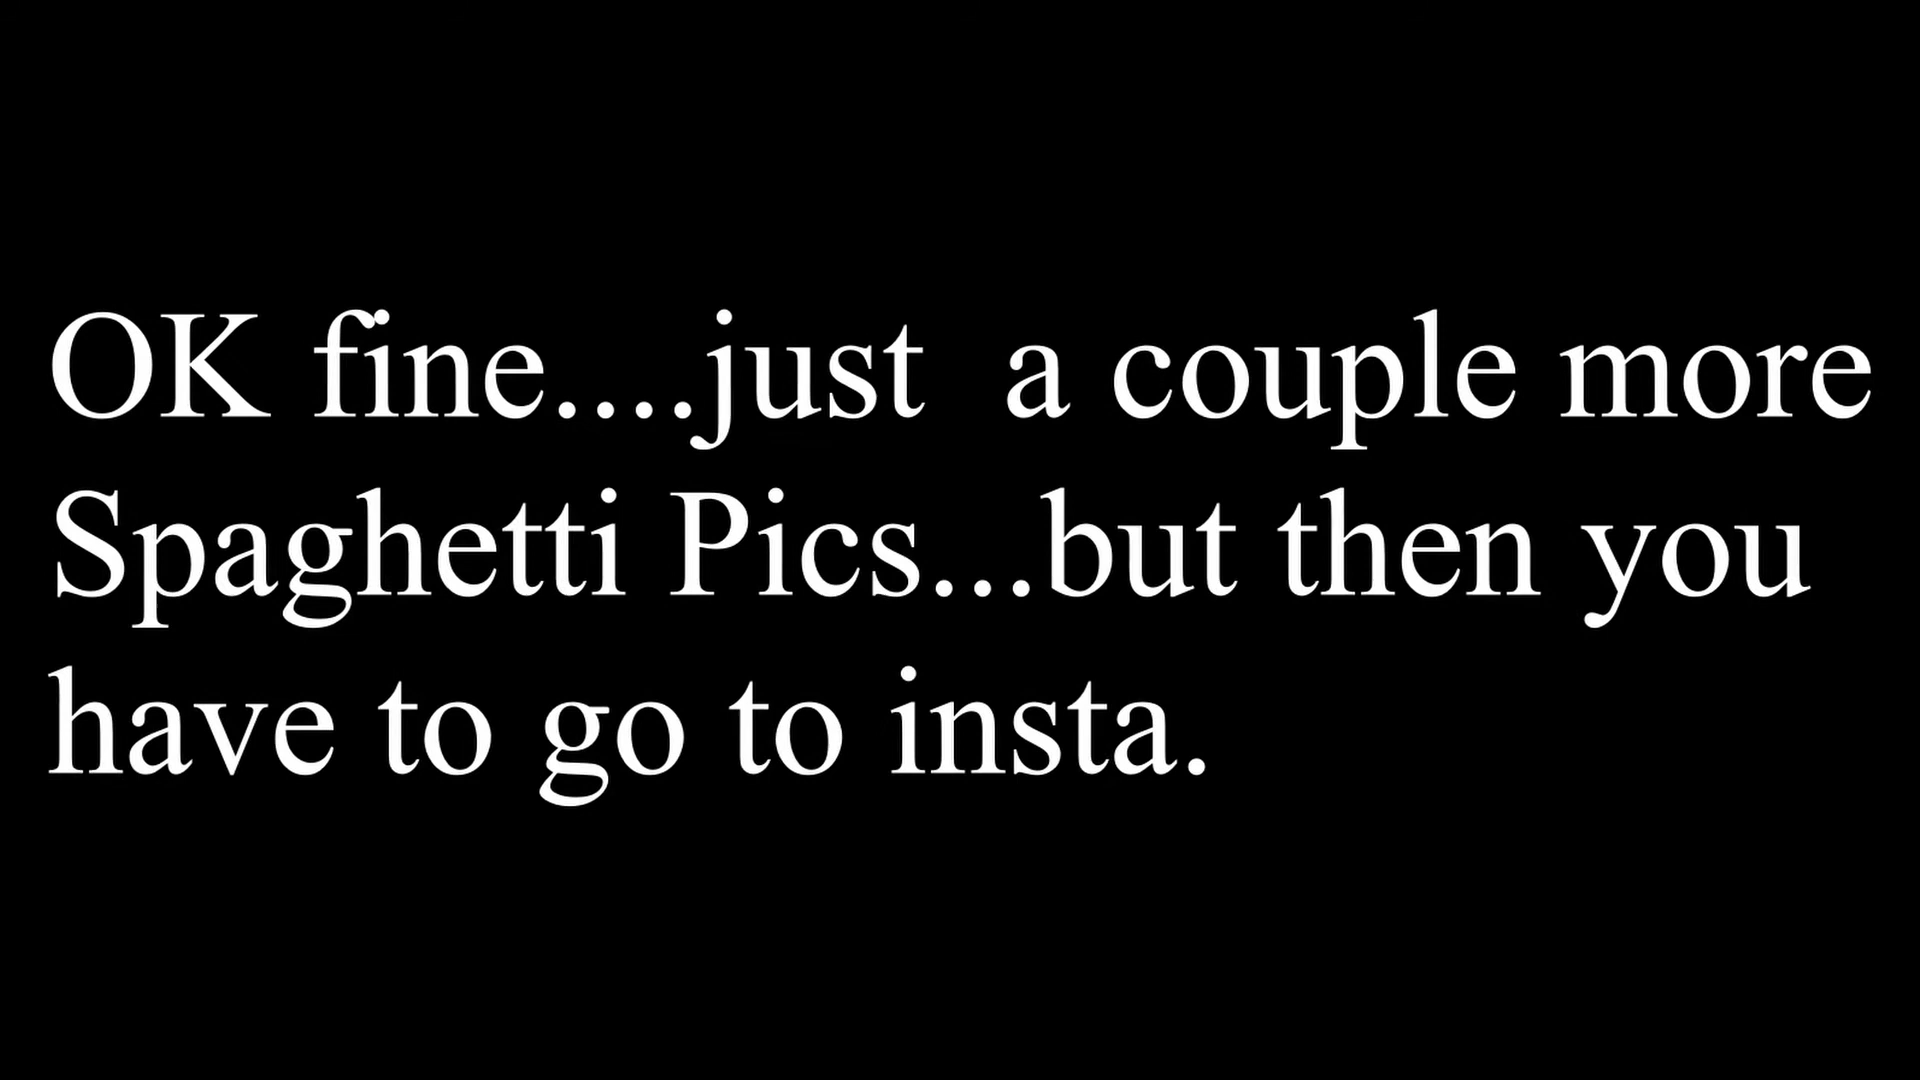 OK fine....just  a couple more
Spaghetti Pics...but then you
have to go to insta.